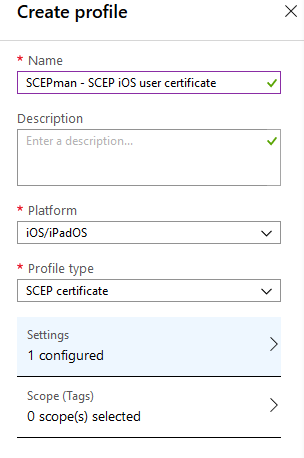 Create profile
* Name
SCEPman - SCEP iOS user certificate
Description
Enter a description...
* Platform
iOS/iPadOS
* Profile type
SCEP certificate
Settings
1 configured
Scope (Tags)
0 scope(s) selected